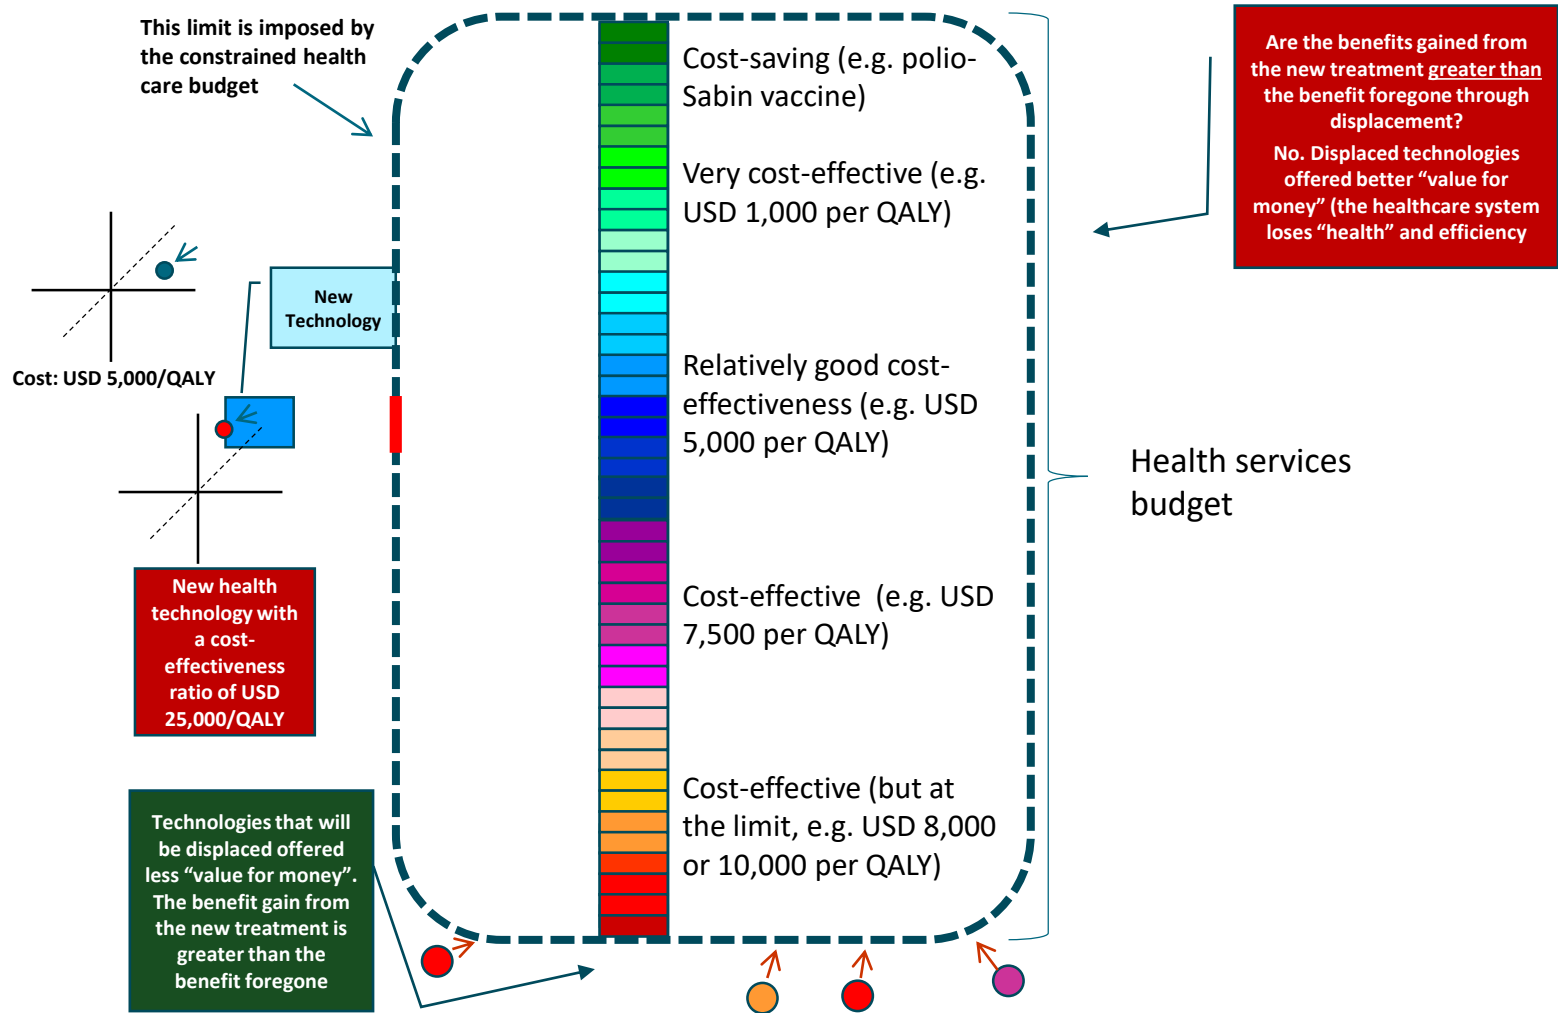 This limit is imposed by
the constrained health
care budget
Cost-saving (e.g. polio-
Sabin vaccine)
Are the benefits gained from
the new treatment greater than
the benefit foregone through
displacement?
No. Displaced technologies
offered better “value for
money” (the healthcare system
loses “health” and efficiency
Very cost-effective (e.g.
USD 1,000 per QALY)
New
Technology
Cost: USD 5,000/QALY
Relatively good cost-
effectiveness (e.g. USD
5,000 per QALY)
Health services
budget
New health
technology with
a cost-
effectiveness
ratio of USD
25,000/QALY
Cost-effective  (e.g. USD
7,500 per QALY)
Cost-effective (but at
the limit, e.g. USD 8,000
or 10,000 per QALY)
Technologies that will
be displaced offered
less “value for money”.
The benefit gain from
the new treatment is
greater than the
benefit foregone